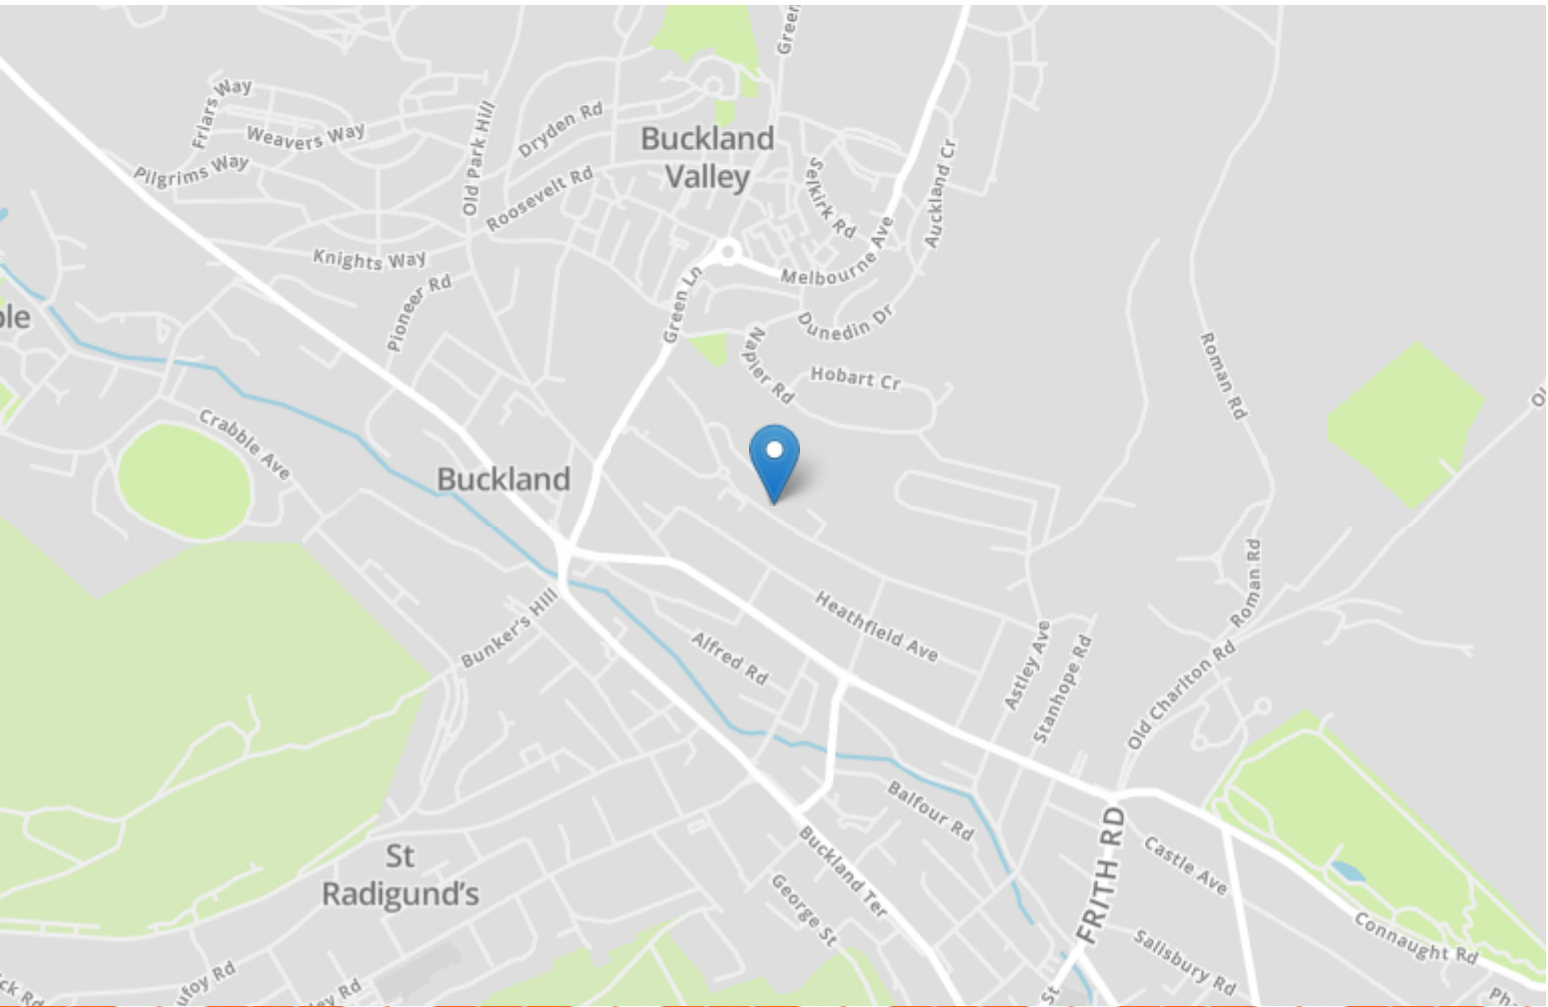 Green
Friars Way
Weavers Way
Pilgrims Way
Old Park Hill
Dryden Rd
Roosevelt Rd
Buckland
Valley
Selkirk Rd
Auckland Cr
Knights Way
Pioneer Rd
Green Ln
Melbourne Ave
Dunedin Dr
Napier Rd
Hobart Cr
Roman Rd
Crabble Ave
Buckland
Bunker's Hill
Heathfield Ave
Alfred Rd
Astley Ave
Stanhope Rd
Roman Rd
Old Charlton Rd
Balfour Rd
FRITH RD
Castle Ave
St
Radigund's
Buckland Ter
George St
Salisbury Rd
Connaught Rd
St